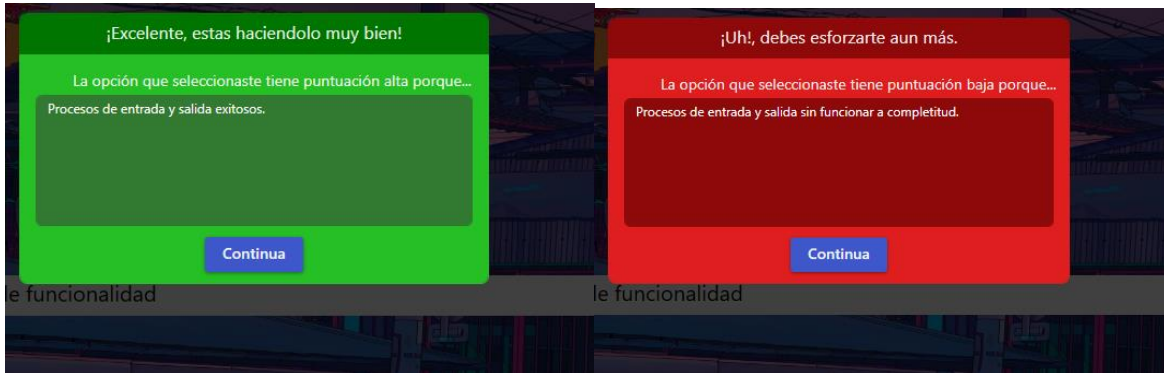 ¡Excelente, estas haciendolo muy bien!
La opción que seleccionaste tiene puntuación alta porque...
Procesos de entrada y salida exitosos.
Continua
le funcionalidad
¡Uh!, debes esforzarte aun más.
La opción que seleccionaste tiene puntuación baja porque...
Procesos de entrada y salida sin funcionar a completitud.
Continua
le funcionalidad